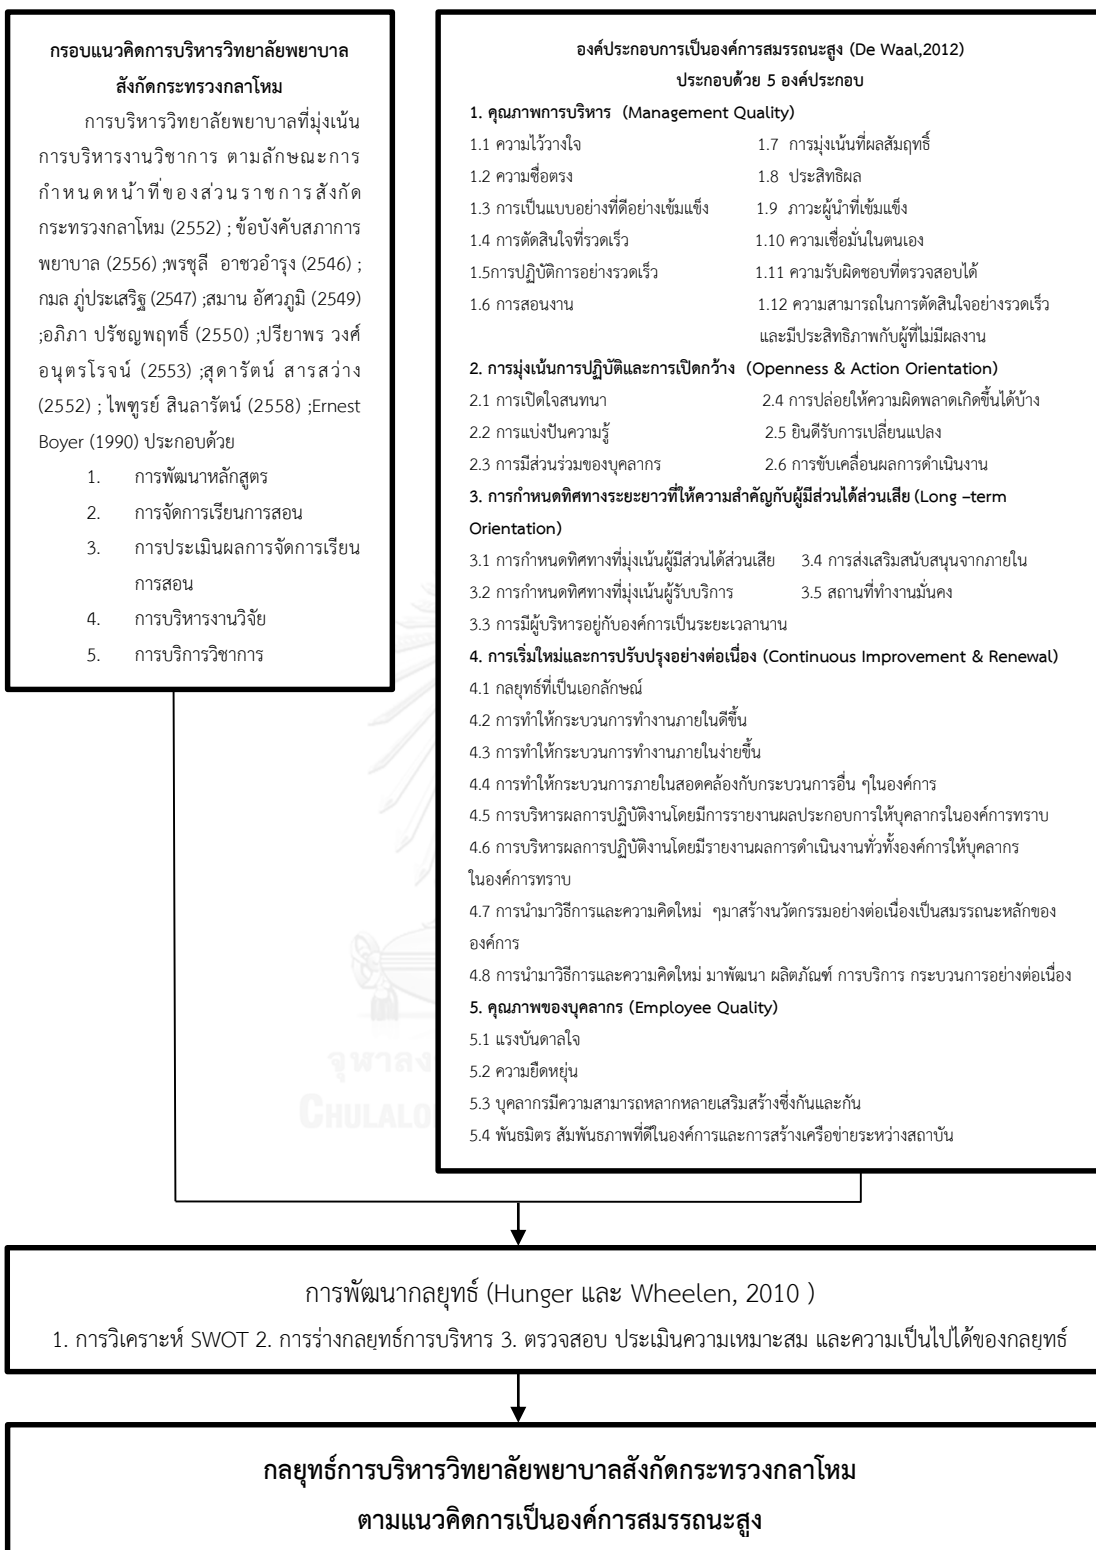 กรอบแนวคิดการบริหารวิทยาลัยพยาบาล
สังกัดกระทรวงกลาโหม
การบริหารวิทยาลัยพยาบาลที่มุ่งเน้น
การบริหารงานวิชาการ ตามลักษณะการ
กำหนดหน้าที่ของส่วนราชการสังกัด
กระทรวงกลาโหม (2552) ; ข้อบังคับสภาการ
พยาบาล (2556) ;พรชุลี อาชวอำรุง (2546) ;
กมล ภู่ประเสริฐ (2547) ;สมาน อัศวภูมิ (2549)
;อภิภา ปรัชญพฤทธิ์ (2550) ;ปรียาพร วงศ์
อนุตรโรจน์ (2553) ;สุดารัตน์ สารสว่าง
(2552) ; ไพฑูรย์ สินลารัตน์ (2558) ;Ernest
Boyer (1990) ประกอบด้วย
1. การพัฒนาหลักสูตร
2. การจัดการเรียนการสอน
3. การประเมินผลการจัดการเรียน
การสอน
4. การบริหารงานวิจัย
5. การบริการวิชาการ
องค์ประกอบการเป็นองค์การสมรรถนะสูง (De Waal,2012)
ประกอบด้วย 5 องค์ประกอบ
1. คุณภาพการบริหาร (Management Quality)
1.1 ความไว้วางใจ 1.7 การมุ่งเน้นที่ผลสัมฤทธิ์
1.2 ความซื่อตรง 1.8 ประสิทธิผล
1.3 การเป็นแบบอย่างที่ดีอย่างเข้มแข็ง 1.9 ภาวะผู้นำที่เข้มแข็ง
1.4 การตัดสินใจที่รวดเร็ว 1.10 ความเชื่อมั่นในตนเอง
1.5การปฏิบัติการอย่างรวดเร็ว 1.11 ความรับผิดชอบที่ตรวจสอบได้
1.6 การสอนงาน 1.12 ความสามารถในการตัดสินใจอย่างรวดเร็ว
และมีประสิทธิภาพกับผู้ที่ไม่มีผลงาน
2. การมุ่งเน้นการปฏิบัติและการเปิดกว้าง (Openness & Action Orientation)
2.1 การเปิดใจสนทนา 2.4 การปล่อยให้ความผิดพลาดเกิดขึ้นได้บ้าง
2.2 การแบ่งปันความรู้ 2.5 ยินดีรับการเปลี่ยนแปลง
2.3 การมีส่วนร่วมของบุคลากร 2.6 การขับเคลื่อนผลการดำเนินงาน
3. การกำหนดทิศทางระยะยาวที่ให้ความสำคัญกับผู้มีส่วนได้ส่วนเสีย (Long –term
Orientation)
3.1 การกำหนดทิศทางที่มุ่งเน้นผู้มีส่วนได้ส่วนเสีย 3.4 การส่งเสริมสนับสนุนจากภายใน
3.2 การกำหนดทิศทางที่มุ่งเน้นผู้รับบริการ 3.5 สถานที่ทำงานมั่นคง
3.3 การมีผู้บริหารอยู่กับองค์การเป็นระยะเวลานาน
4. การเริ่มใหม่และการปรับปรุงอย่างต่อเนื่อง (Continuous Improvement & Renewal)
4.1 กลยุทธ์ที่เป็นเอกลักษณ์
4.2 การทำให้กระบวนการทำงานภายในดีขึ้น
4.3 การทำให้กระบวนการทำงานภายในง่ายขึ้น
4.4 การทำให้กระบวนการภายในสอดคล้องกับกระบวนการอื่น ๆในองค์การ
4.5 การบริหารผลการปฏิบัติงานโดยมีการรายงานผลประกอบการให้บุคลากรในองค์การทราบ
4.6 การบริหารผลการปฏิบัติงานโดยมีรายงานผลการดำเนินงานทั่วทั้งองค์การให้บุคลากร
ในองค์การทราบ
4.7 การนำมาวิธีการและความคิดใหม่ ๆมาสร้างนวัตกรรมอย่างต่อเนื่องเป็นสมรรถนะหลักของ
องค์การ
4.8 การนำมาวิธีการและความคิดใหม่ มาพัฒนา ผลิตภัณฑ์ การบริการ กระบวนการอย่างต่อเนื่อง
5. คุณภาพของบุคลากร (Employee Quality)
5.1 แรงบันดาลใจ
5.2 ความยืดหยุ่น
5.3 บุคลากรมีความสามารถหลากหลายเสริมสร้างซึ่งกันและกัน
5.4 พันธมิตร สัมพันธภาพที่ดีในองค์การและการสร้างเครือข่ายระหว่างสถาบัน
จุฬาลง
CHULALO
การพัฒนากลยุทธ์ (Hunger และ Wheelen, 2010 )
1. การวิเคราะห์ SWOT 2. การร่างกลยุทธ์การบริหาร 3. ตรวจสอบ ประเมินความเหมาะสม และความเป็นไปได้ของกลยุทธ์
กลยุทธ์การบริหารวิทยาลัยพยาบาลสังกัดกระทรวงกลาโหม
ตามแนวคิดการเป็นองค์การสมรรถนะสูง